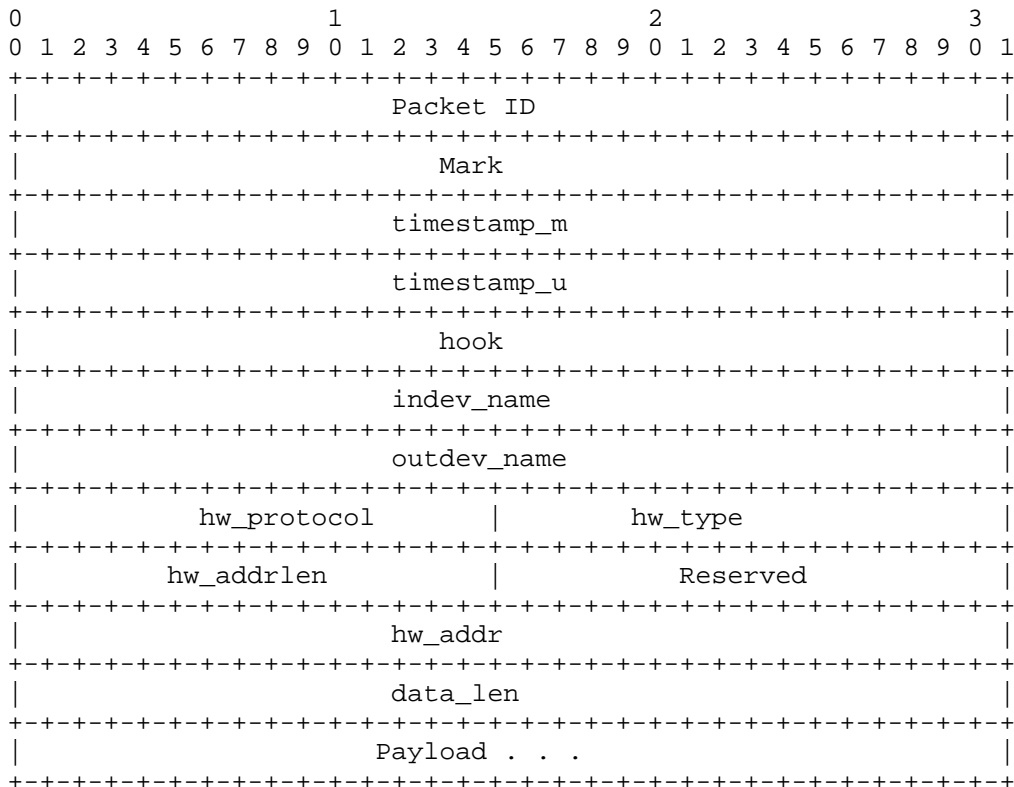 0                   1                   2                   3
0 1 2 3 4 5 6 7 8 9 0 1 2 3 4 5 6 7 8 9 0 1 2 3 4 5 6 7 8 9 0 1
+-+-+-+-+-+-+-+-+-+-+-+-+-+-+-+-+-+-+-+-+-+-+-+-+-+-+-+-+-+-+-+-+
|                       Packet ID                             |
+-+-+-+-+-+-+-+-+-+-+-+-+-+-+-+-+-+-+-+-+-+-+-+-+-+-+-+-+-+-+-+-+
|                          Mark                               |
+-+-+-+-+-+-+-+-+-+-+-+-+-+-+-+-+-+-+-+-+-+-+-+-+-+-+-+-+-+-+-+-+
|                       timestamp_m                           |
+-+-+-+-+-+-+-+-+-+-+-+-+-+-+-+-+-+-+-+-+-+-+-+-+-+-+-+-+-+-+-+-+
|                       timestamp_u                           |
+-+-+-+-+-+-+-+-+-+-+-+-+-+-+-+-+-+-+-+-+-+-+-+-+-+-+-+-+-+-+-+-+
|                          hook                               |
+-+-+-+-+-+-+-+-+-+-+-+-+-+-+-+-+-+-+-+-+-+-+-+-+-+-+-+-+-+-+-+-+
|                       indev_name                            |
+-+-+-+-+-+-+-+-+-+-+-+-+-+-+-+-+-+-+-+-+-+-+-+-+-+-+-+-+-+-+-+-+
|                       outdev_name                           |
+-+-+-+-+-+-+-+-+-+-+-+-+-+-+-+-+-+-+-+-+-+-+-+-+-+-+-+-+-+-+-+-+
|           hw_protocol       |        hw_type                |
+-+-+-+-+-+-+-+-+-+-+-+-+-+-+-+-+-+-+-+-+-+-+-+-+-+-+-+-+-+-+-+-+
|         hw_addrlen          |           Reserved            |
+-+-+-+-+-+-+-+-+-+-+-+-+-+-+-+-+-+-+-+-+-+-+-+-+-+-+-+-+-+-+-+-+
|                       hw_addr                               |
+-+-+-+-+-+-+-+-+-+-+-+-+-+-+-+-+-+-+-+-+-+-+-+-+-+-+-+-+-+-+-+-+
|                       data_len                              |
+-+-+-+-+-+-+-+-+-+-+-+-+-+-+-+-+-+-+-+-+-+-+-+-+-+-+-+-+-+-+-+-+
|                      Payload . . .                          |
+-+-+-+-+-+-+-+-+-+-+-+-+-+-+-+-+-+-+-+-+-+-+-+-+-+-+-+-+-+-+-+-+